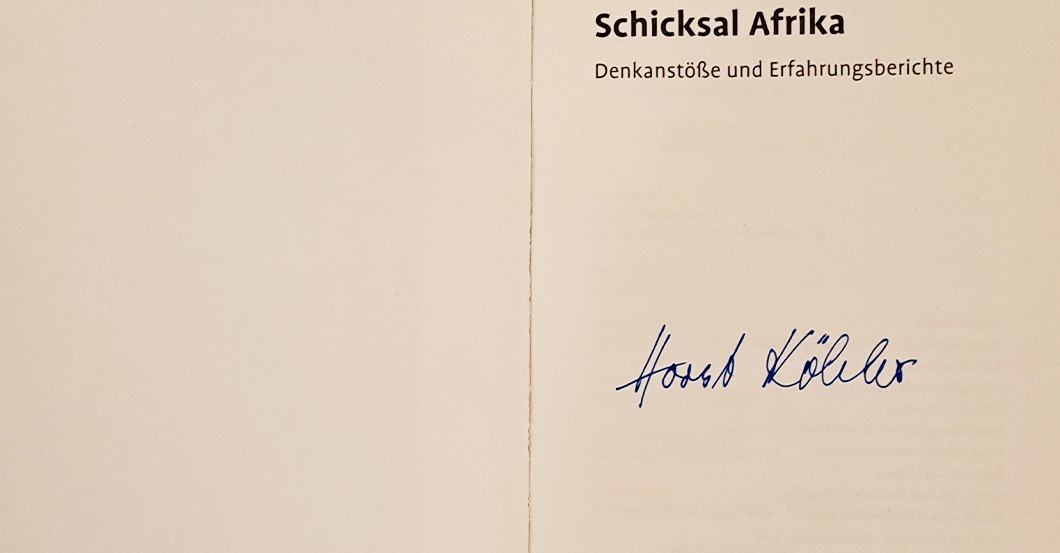 Schicksal Afrika
Denkanstöße und Erfahrungsberichte
Horst Köhler